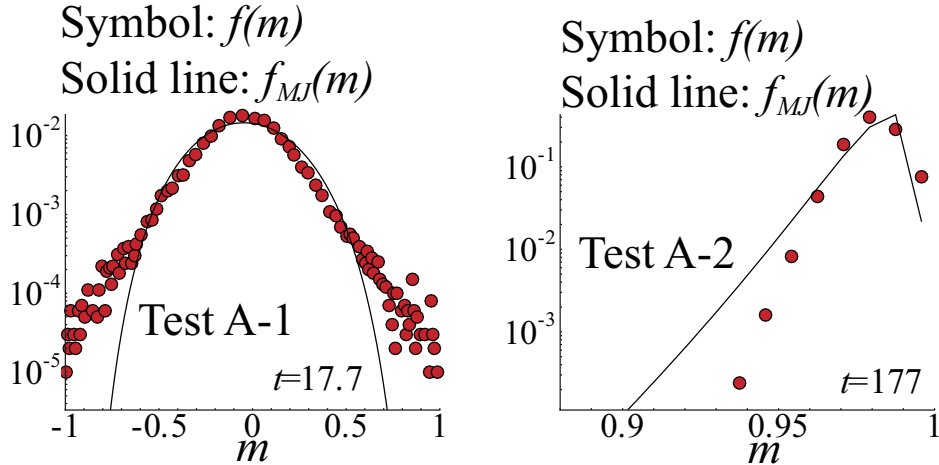 Symbol: f(m)
Solid line: f_MJ(m)
10^-2
10^-3
10^-4
10^-5
Test A-1
t=17.7
-1
-0.5
0
0.5
1
m
Symbol: f(m)
Solid line: f_MJ(m)
10^-1
10^-2
10^-3
Test A-2
t=177
0.9
0.95
1
m